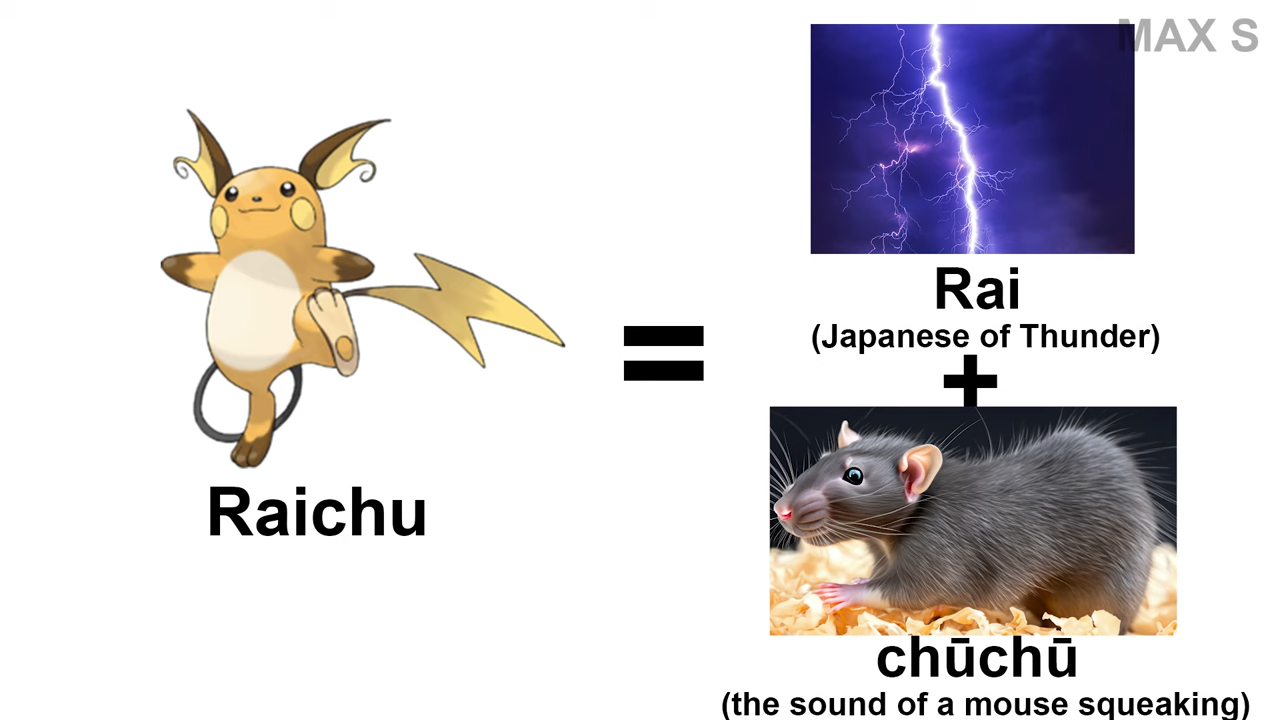 MAX S
Raichu
Rai
(Japanese of Thunder)
chūchū
(the sound of a mouse squeaking)